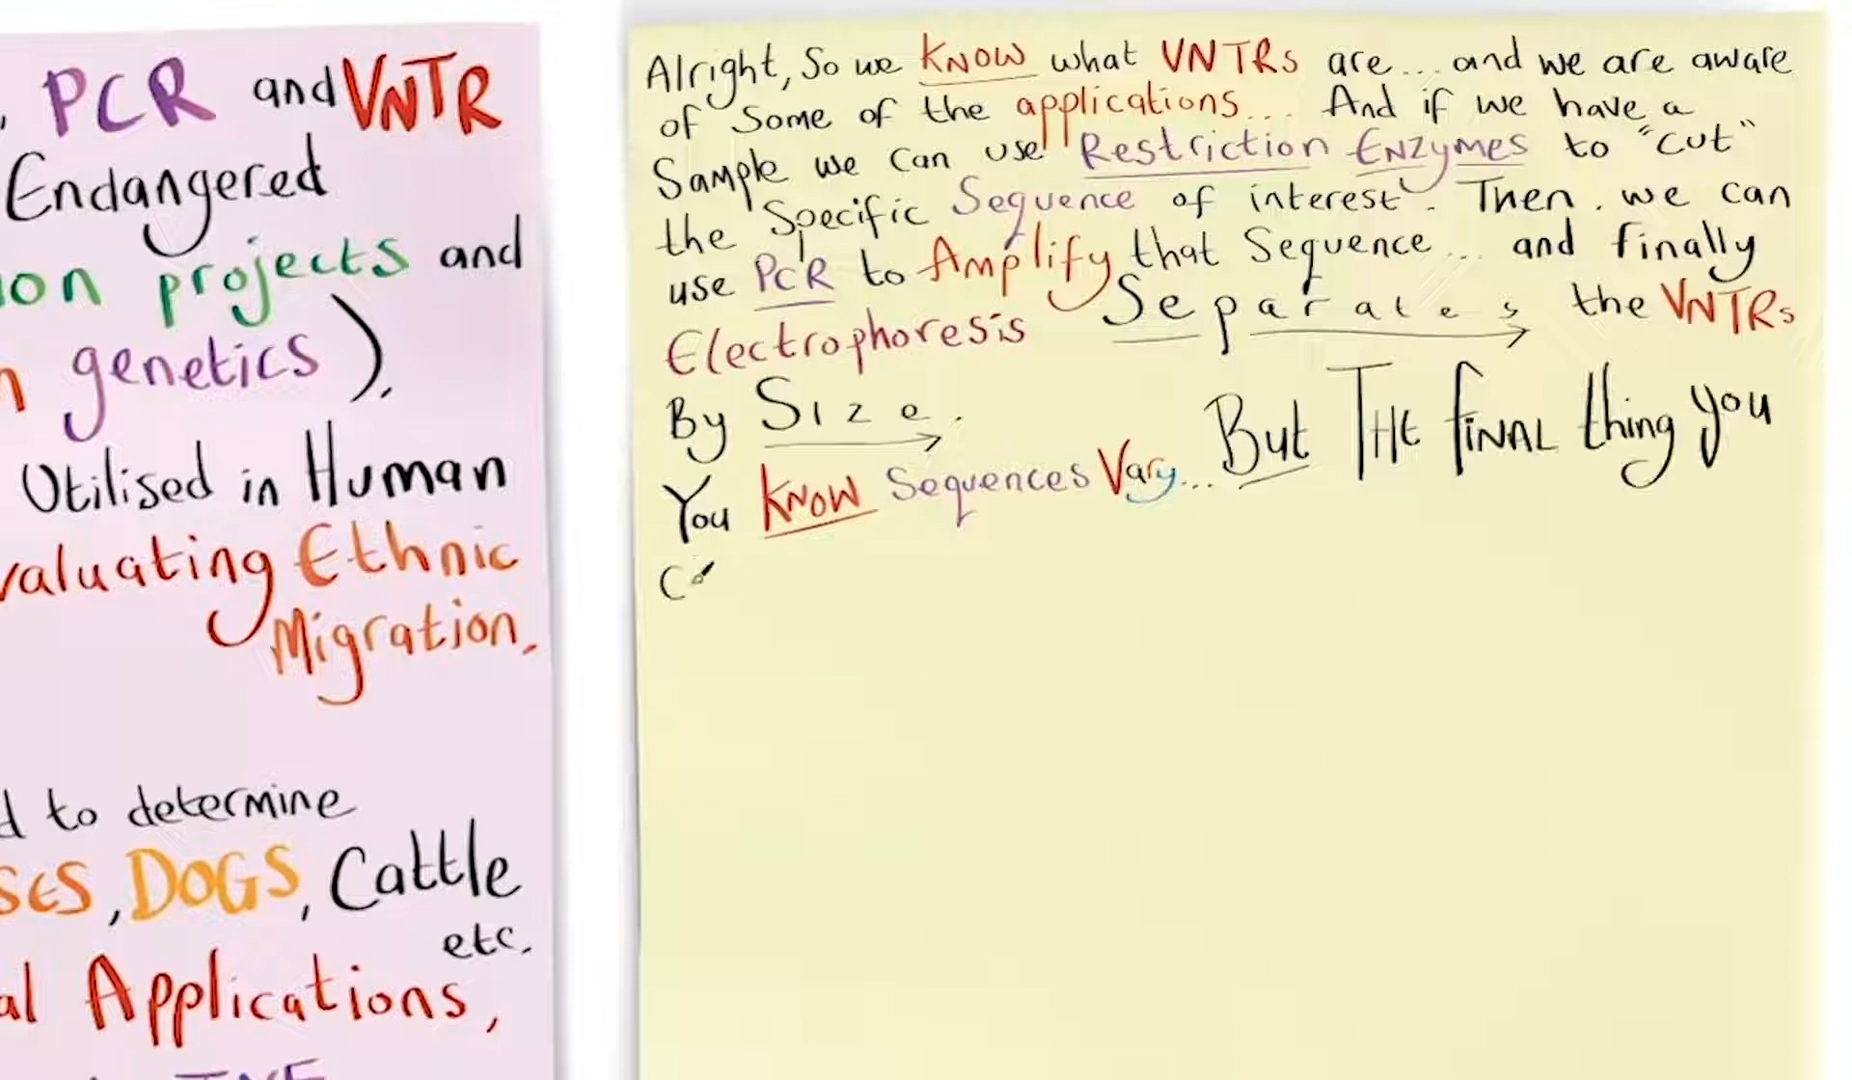 , PCR and VNTR
Endangered
on projects and
n genetics).
Utilised in Human
valuating Ethnic
Migration.
d to determine
SES, DOGS, Cattle
etc.
al Applications,
Alright, So we KNOW what VNTRs are... and we are aware
of Some of the applications... And if we have a
Sample we can use Restriction ENZYMES to "cut"
the Specific Sequence of interest. Then, we can
use PCR to Amplify that Sequence... and finally
Electrophoresis Separates the VNTRs
By Size.
You KNOW Sequences Vary... But THE FINAL thing you
C